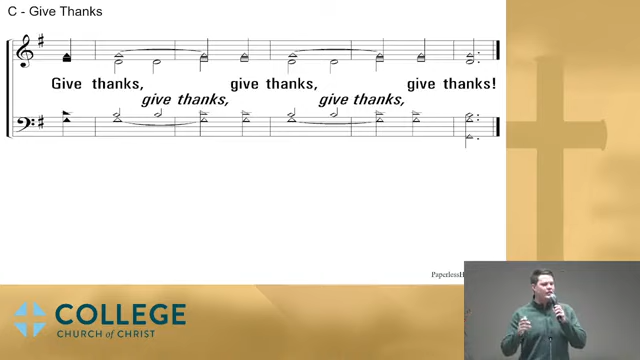 C - Give Thanks
Give thanks, give thanks, give thanks!
give thanks, give thanks,
COLLEGE
CHURCH of CHRIST